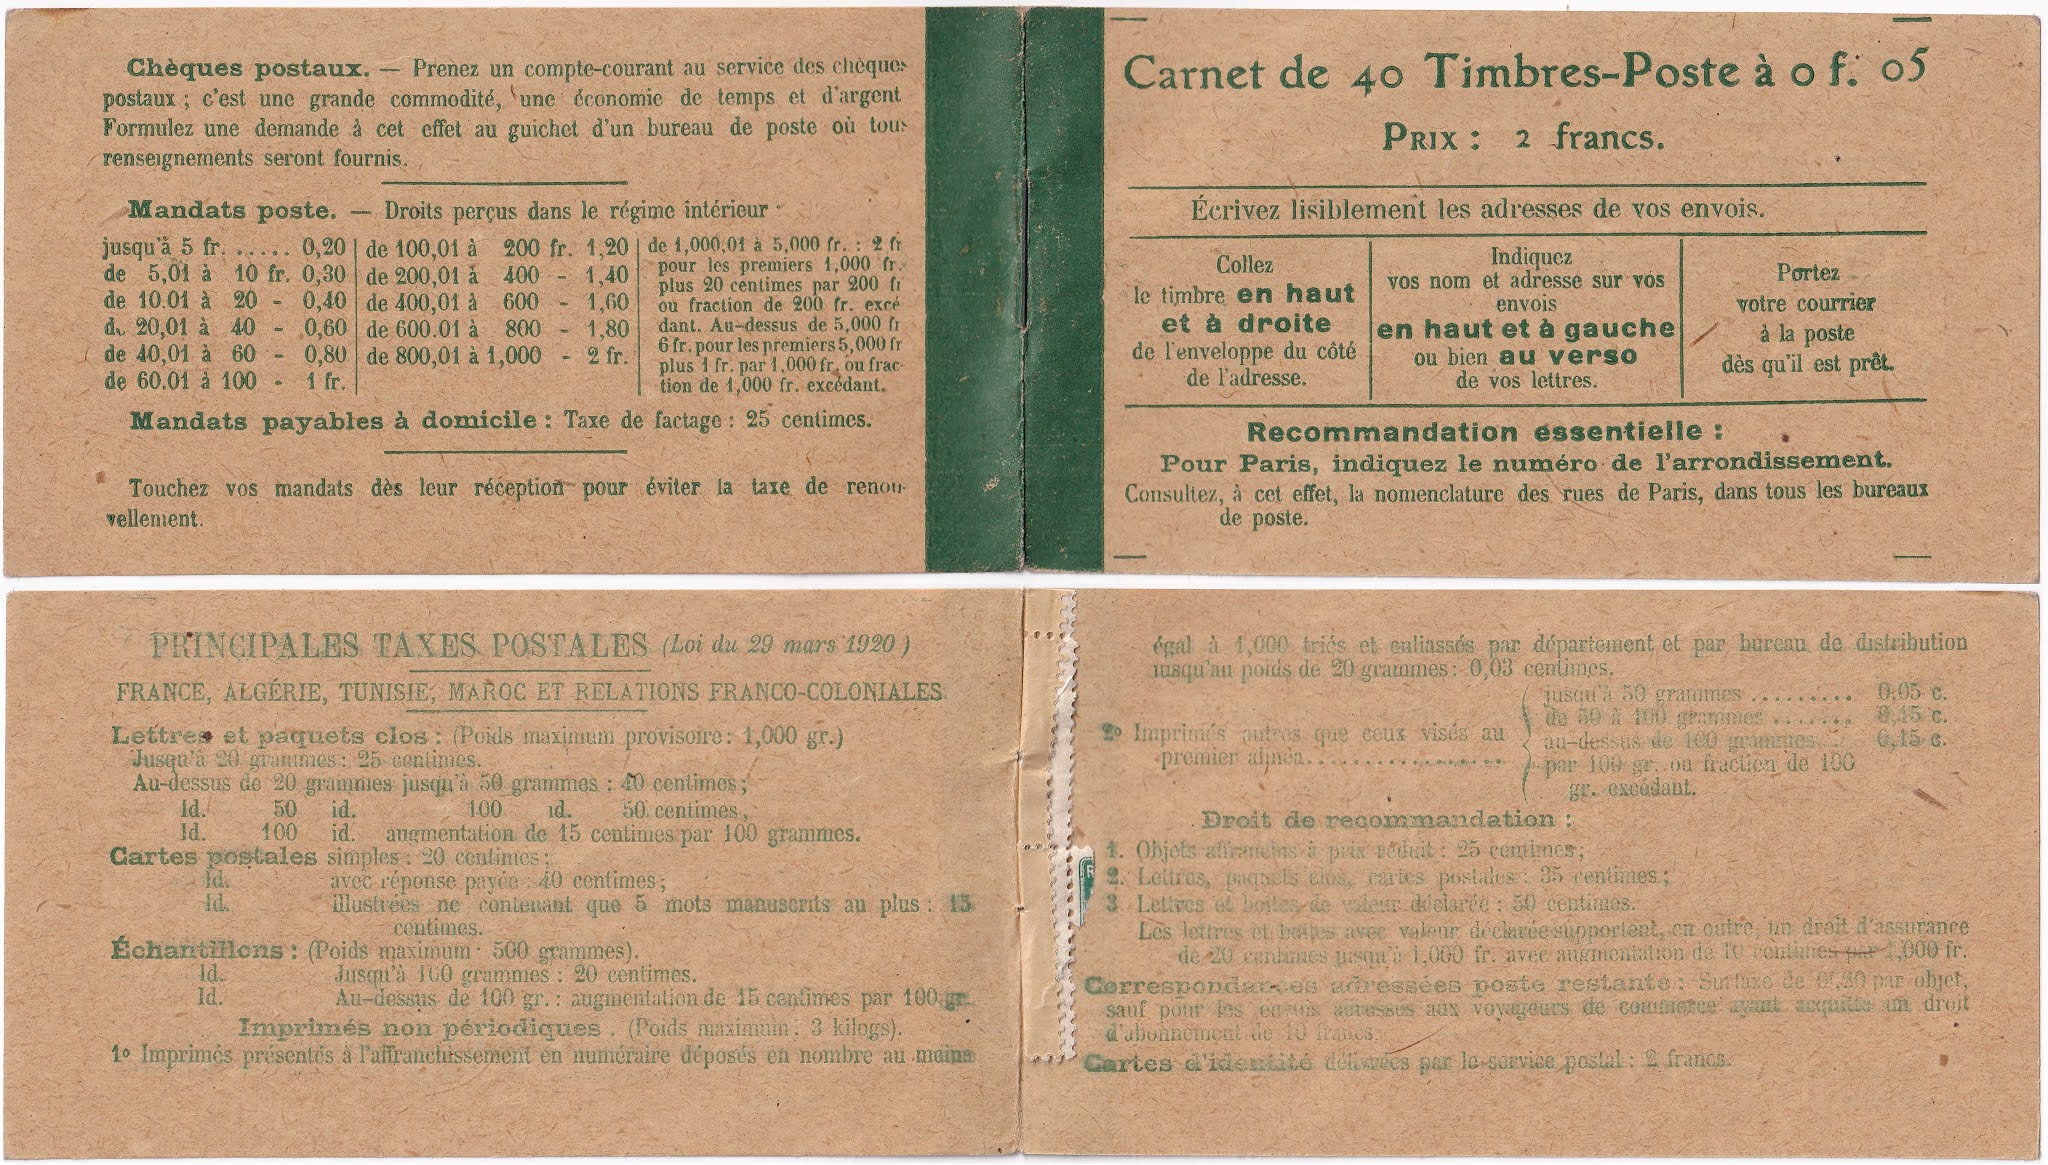 Chèques postaux. — Prenez un compte-courant au service des chèques
postaux ; c'est une grande commodité, une économie de temps et d'argent
Formulez une demande à cet effet au guichet d'un bureau de poste où tous
renseignements seront fournis.
Mandats poste. — Droits perçus dans le régime intérieur
jusqu'à 5 fr. ..... 0,20
de 5,01 à 10 fr. 0,30
de 10.01 à 20 - 0,40
de 20,01 à 40 - 0,60
de 40,01 à 60 - 0,80
de 60.01 à 100 - 1 fr.
de 100,01 à 200 fr. 1,20
de 200,01 à 400 - 1,40
de 400,01 à 600 - 1,60
de 600.01 à 800 - 1,80
de 800,01 à 1,000 - 2 fr.
de 1,000,01 à 5,000 fr. : 2 fr
pour les premiers 1,000 fr.
plus 20 centimes par 200 fr
ou fraction de 200 fr. excé
dant. Au-dessus de 5,000 fr
6 fr. pour les premiers 5,000 fr
plus 1 fr. par 1,000 fr. ou frac-
tion de 1,000 fr. excédant.
Mandats payables à domicile : Taxe de factage : 25 centimes.
Touchez vos mandats dès leur réception pour éviter la taxe de renou-
vellement.
Carnet de 40 Timbres-Poste à 0 f. 05
PRIX : 2 francs.
Écrivez lisiblement les adresses de vos envois.
Collez
le timbre en haut
et à droite
de l'enveloppe du côté
de l'adresse.
Indiquez
vos nom et adresse sur vos
envois
en haut et à gauche
ou bien au verso
de vos lettres.
Portez
votre courrier
à la poste
dès qu'il est prêt.
Recommandation essentielle :
Pour Paris, indiquez le numéro de l'arrondissement.
Consultez, à cet effet, la nomenclature des rues de Paris, dans tous les bureaux
de poste.
PRINCIPALES TAXES POSTALES (Loi du 29 mars 1920)
FRANCE, ALGÉRIE, TUNISIE, MAROC ET RELATIONS FRANCO-COLONIALES
Lettres et paquets clos : (Poids maximum provisoire : 1,000 gr.)
Jusqu'à 20 grammes : 25 centimes.
Au-dessus de 20 grammes jusqu'à 50 grammes : 40 centimes ;
Id. 50 id. 100 id. 50 centimes,
Id. 100 id. augmentation de 15 centimes par 100 grammes.
Cartes postales simples : 20 centimes ;
Id. avec réponse payée : 40 centimes ;
Id. illustrées ne contenant que 5 mots manuscrits au plus : 15
centimes.
Échantillons : (Poids maximum : 500 grammes).
Id. Jusqu'à 100 grammes : 20 centimes.
Id. Au-dessus de 100 gr. : augmentation de 15 centimes par 100 gr.
Imprimés non périodiques . (Poids maximum . 3 kilogs).
1º Imprimés présentés à l'affranchissement en numéraire déposés en nombre au moins
égal à 1,000 triés et enliassés par département et par bureau de distribution
jusqu'au poids de 20 grammes : 0,03 centimes.
2º Imprimés autres que ceux visés au
premier alinéa..................
jusqu'à 50 grammes ......... 0,05 c.
de 50 à 100 grammes ....... 0,15 c.
au-dessus de 100 grammes... 0,15 c.
par 100 gr. ou fraction de 100
gr. excédant.
Droit de recommandation :
1. Objets affranchis à prix réduit : 25 centimes ;
2. Lettres, paquets clos, cartes postales : 35 centimes ;
3 Lettres et boîtes de valeur déclarée : 50 centimes.
Les lettres et boîtes avec valeur déclarée supportent, en outre, un droit d'assurance
de 20 centimes jusqu'à 1,000 fr. avec augmentation de 10 centimes par 1,000 fr.
Correspondances adressées poste restante : Surtaxe de 0f,20 par objet,
sauf pour les envois adressés aux voyageurs de commerce ayant acquitté un droit
d'abonnement de 10 francs.
Cartes d'identité délivrées par le service postal : 2 francs.
R